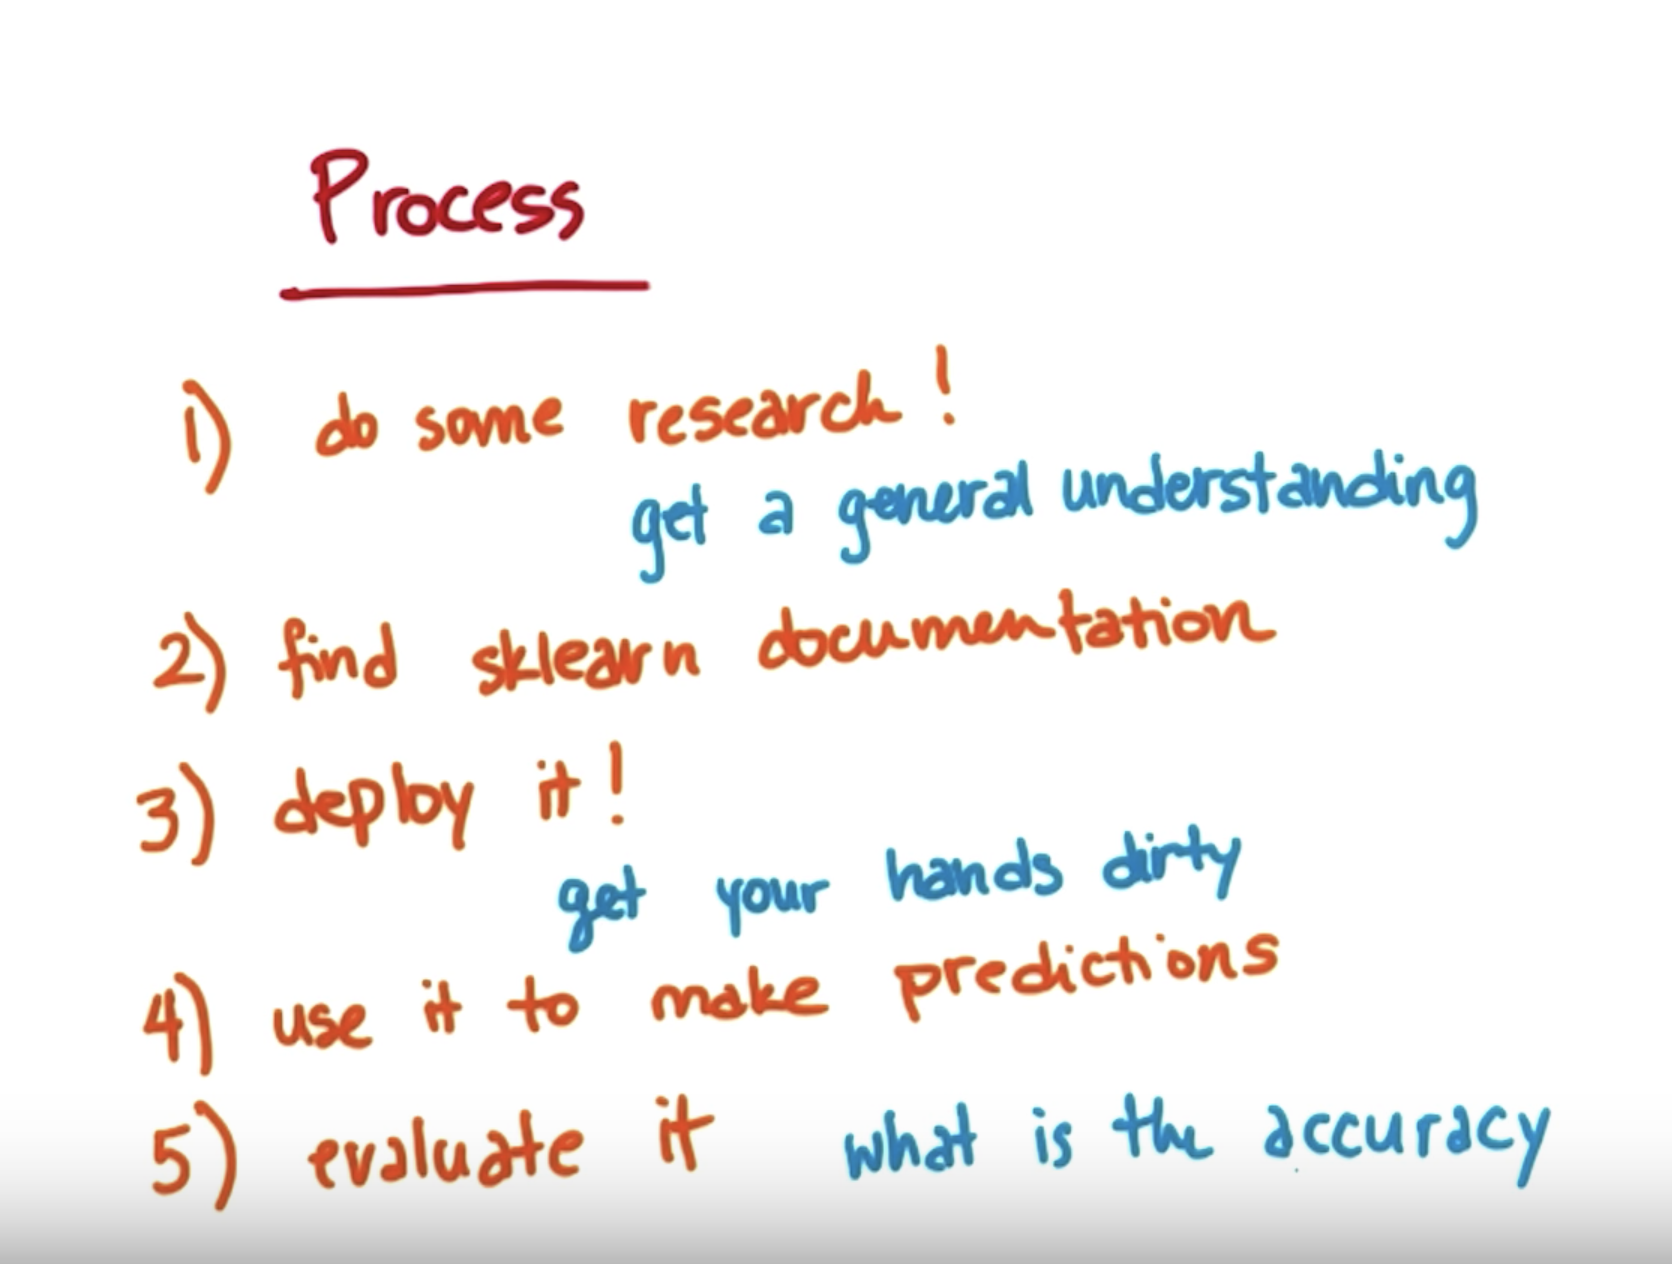 Process
1) do some research!
get a general understanding
2) find sklearn documentation
3) deploy it!
get your hands dirty
4) use it to make predictions
5) evaluate it what is the accuracy